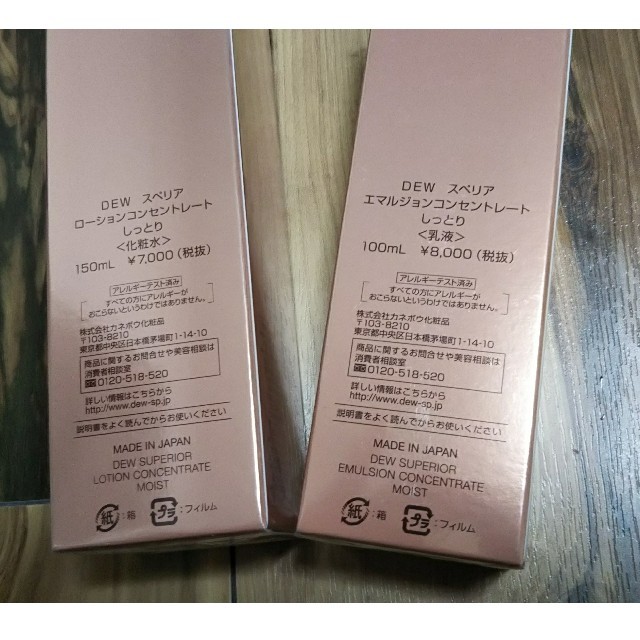 DEW スペリア
ローションコンセントレート
しっとり
<化粧水>
150mL ¥7,000(税抜)
アレルギーテスト済み
すべての方にアレルギーが
おこらないというわけではありません。
株式会社カネボウ化粧品
〒103-8210
東京都中央区日本橋茅場町1-14-10
商品に関するお問合せや美容相談は
消費者相談室
0120-518-520
詳しい情報はこちらから
http://www.dew-sp.jp
説明書をよく読んでからお使いください
MADE IN JAPAN
DEW SUPERIOR
LOTION CONCENTRATE
MOIST
紙:箱 プラ:フィルム
DEW スペリア
エマルジョンコンセントレート
しっとり
<乳液>
100mL ¥8,000(税抜)
アレルギーテスト済み
すべての方にアレルギーが
おこらないというわけではありません。
株式会社カネボウ化粧品
〒103-8210
東京都中央区日本橋茅場町1-14-10
商品に関するお問合せや美容相談は
消費者相談室
0120-518-520
詳しい情報はこちらから
http://www.dew-sp.jp
説明書をよく読んでからお使いください
MADE IN JAPAN
DEW SUPERIOR
EMULSION CONCENTRATE
MOIST
紙:箱 プラ:フィルム